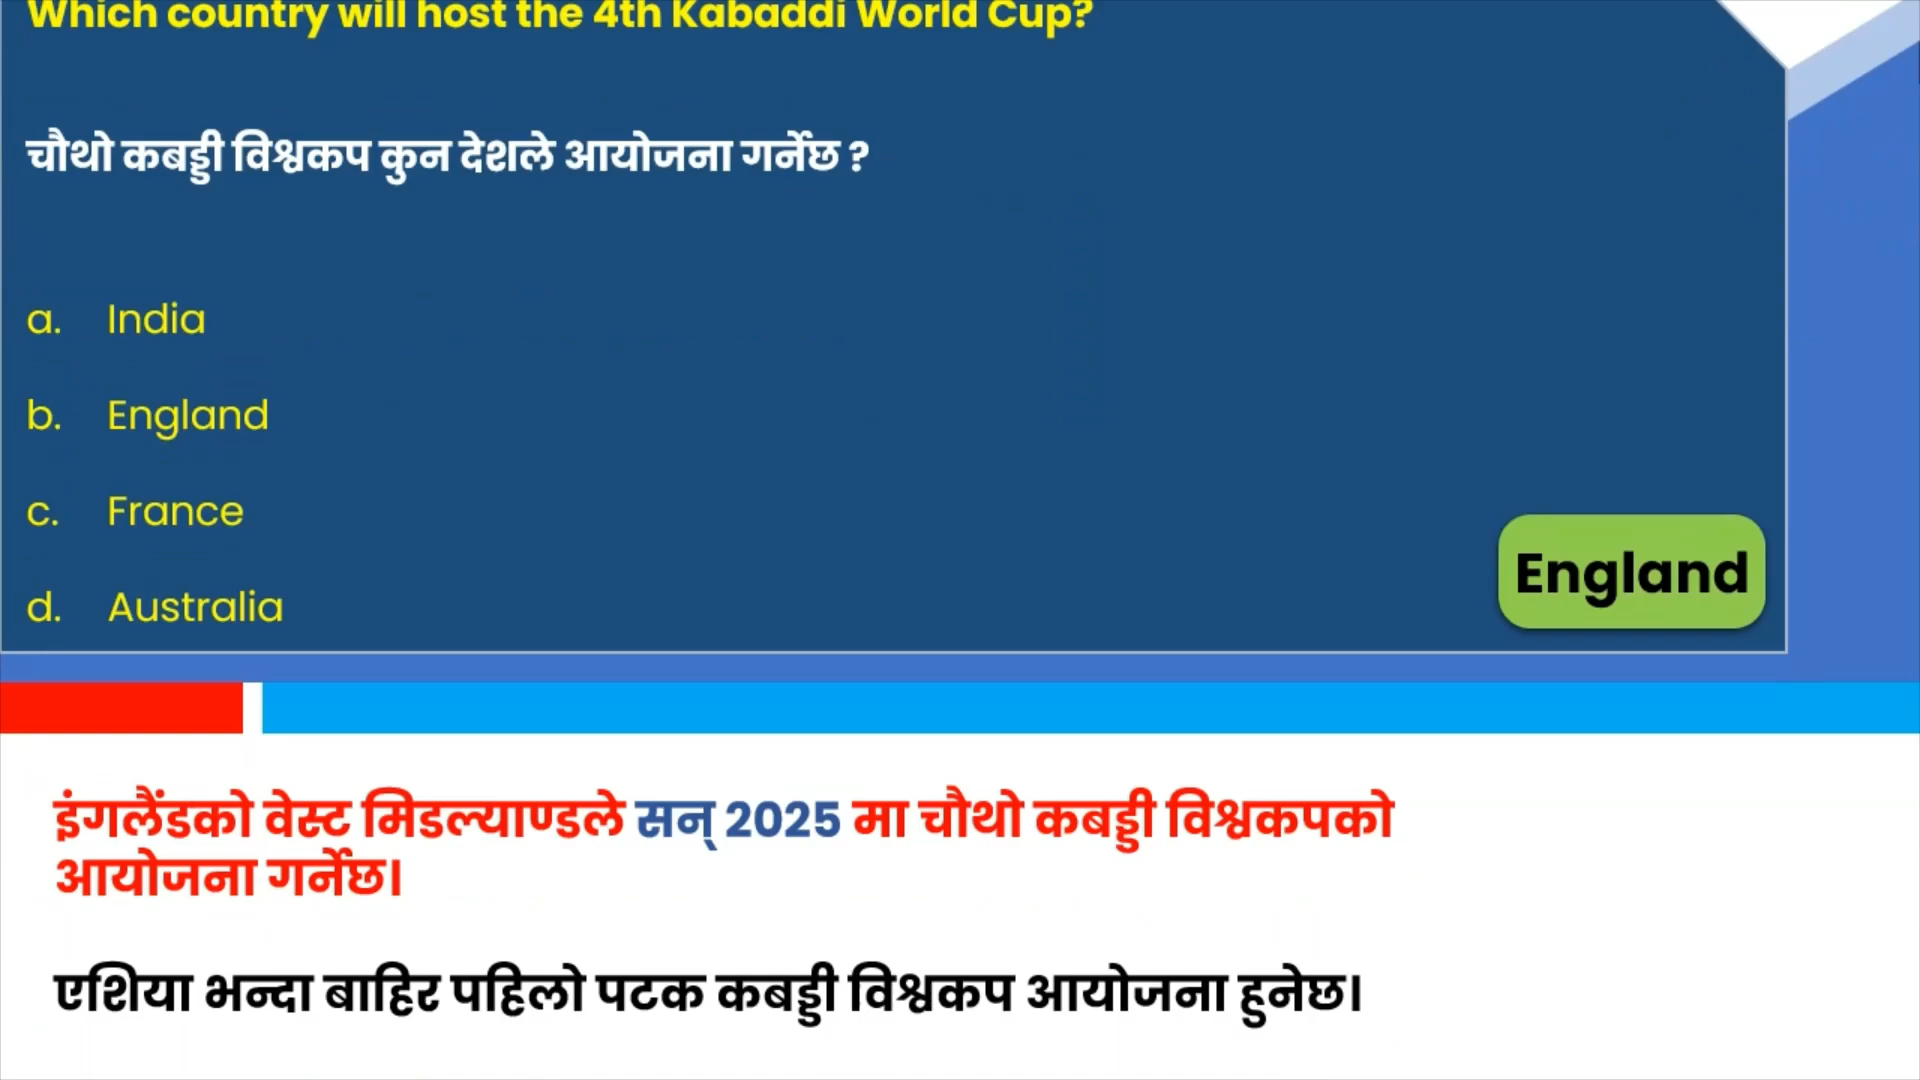 Which country will host the 4th Kabaddi World Cup?
चौथो कबड्डी विश्वकप कुन देशले आयोजना गर्नेछ ?
a. India
b. England
c. France
d. Australia
England
इंगलैंडको वेस्ट मिडल्याण्डले सन् 2025 मा चौथो कबड्डी विश्वकपको
आयोजना गर्नेछ।
एशिया भन्दा बाहिर पहिलो पटक कबड्डी विश्वकप आयोजना हुनेछ।